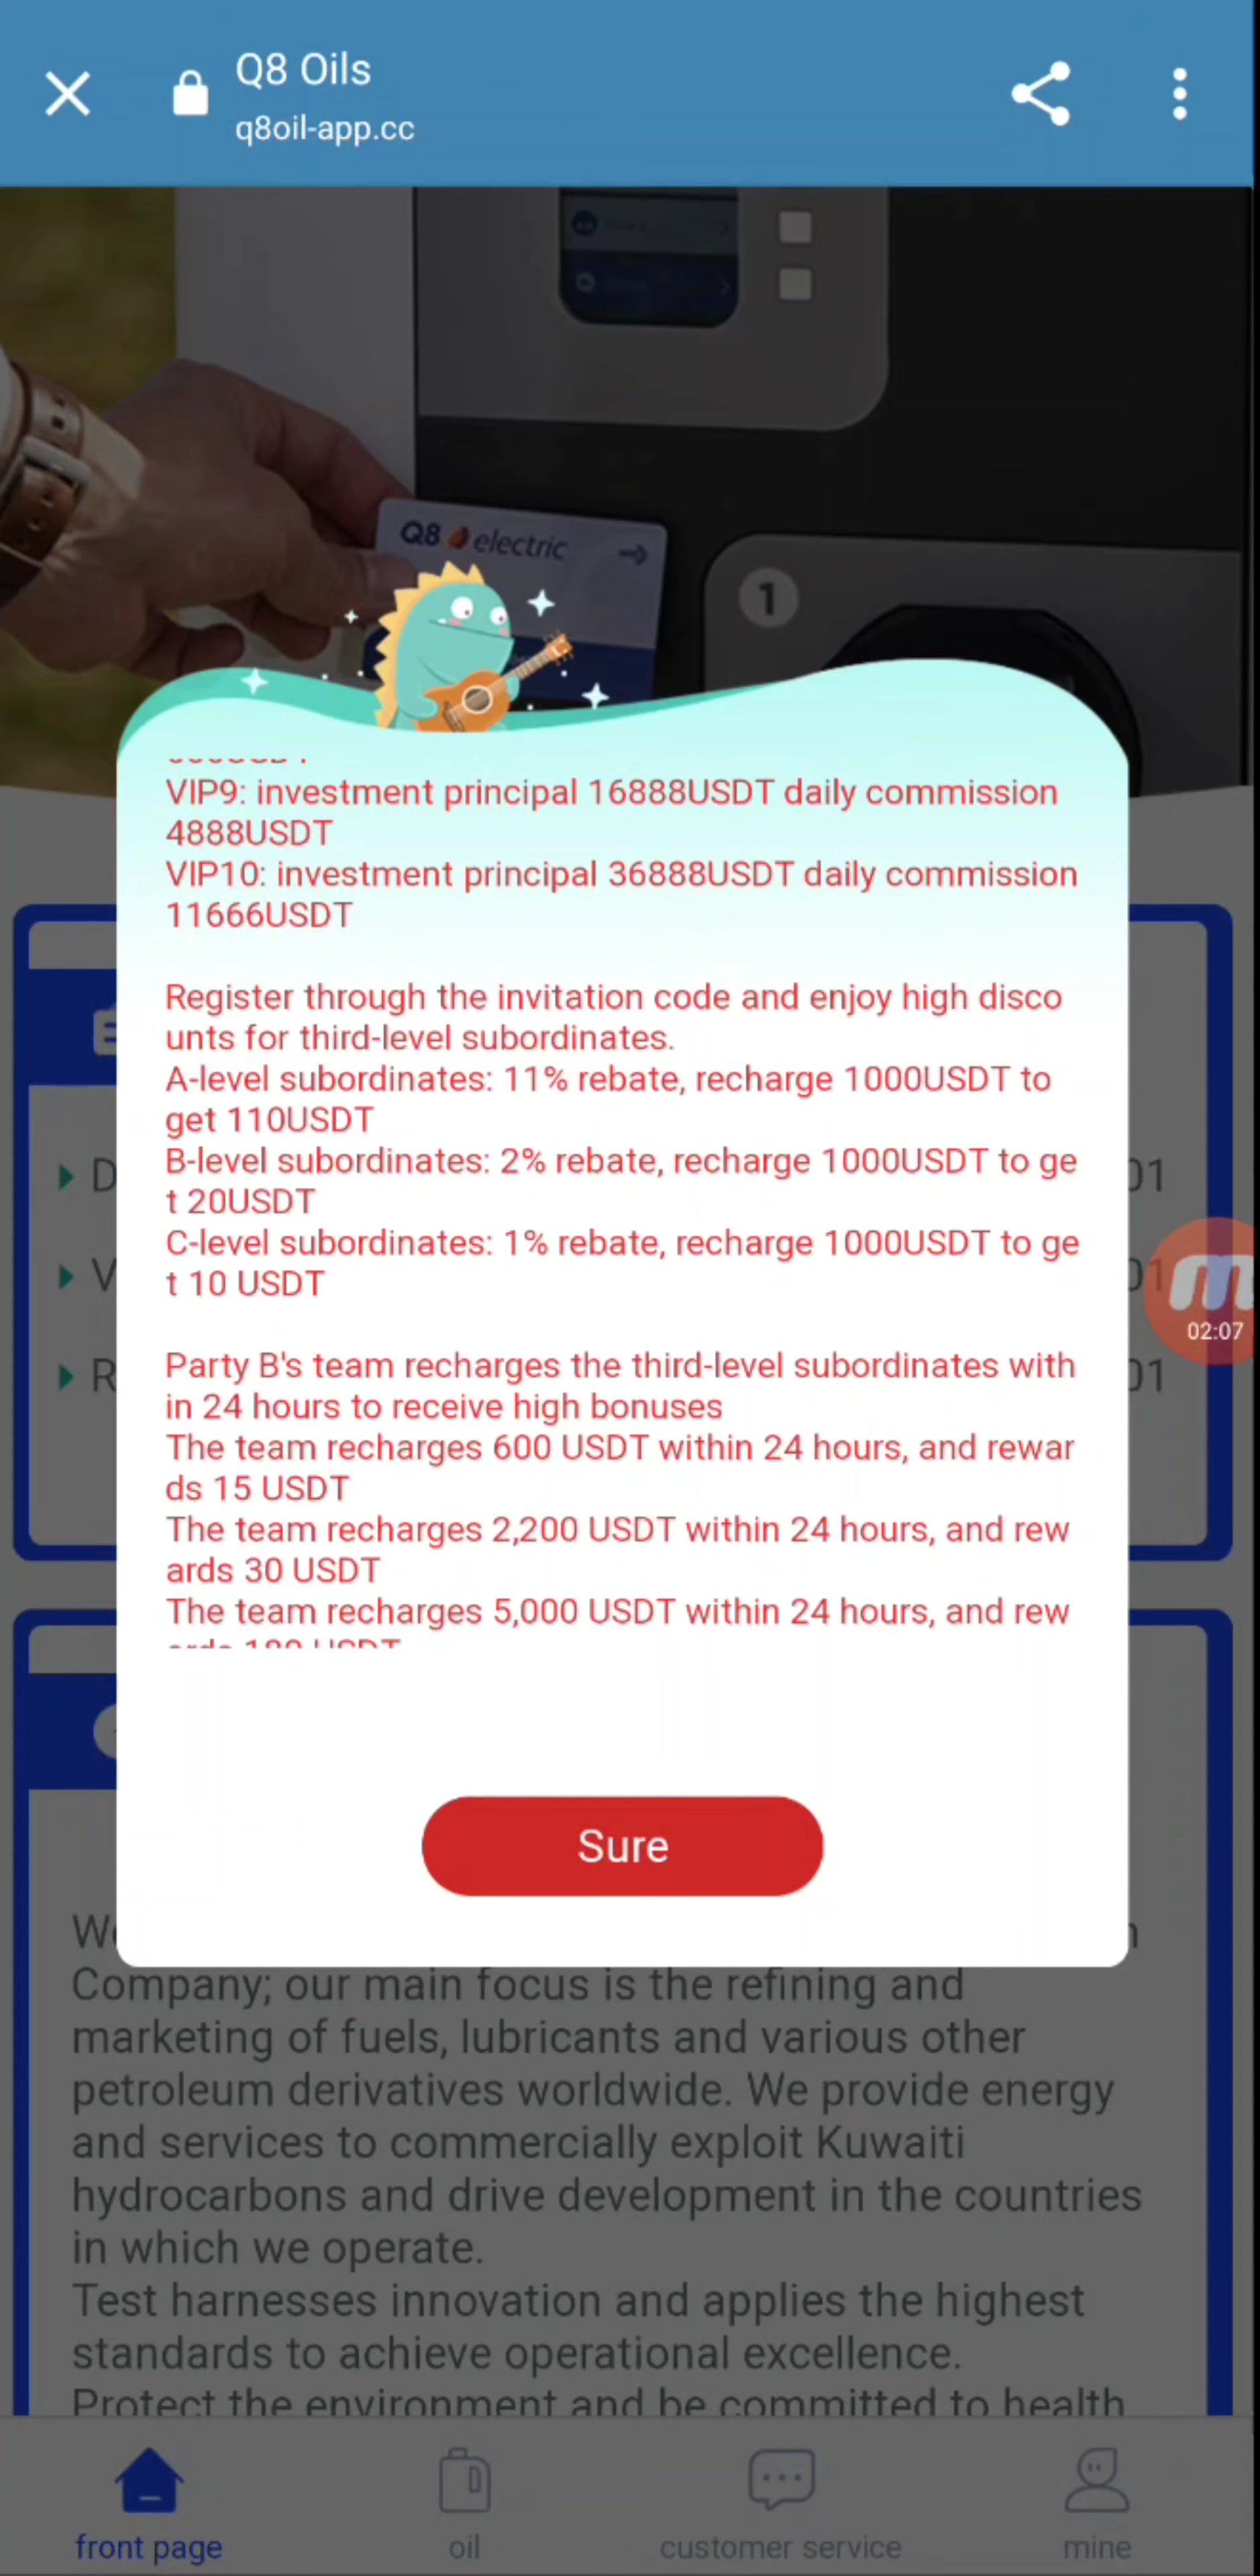 Q8 Oils
q8oil-app.cc
Q8 electric
1
VIP9: investment principal 16888USDT daily commission
4888USDT
VIP10: investment principal 36888USDT daily commission
11666USDT
Register through the invitation code and enjoy high disco
unts for third-level subordinates.
A-level subordinates: 11% rebate, recharge 1000USDT to
get 110USDT
B-level subordinates: 2% rebate, recharge 1000USDT to ge
t 20USDT
C-level subordinates: 1% rebate, recharge 1000USDT to ge
t 10 USDT
Party B's team recharges the third-level subordinates with
in 24 hours to receive high bonuses
The team recharges 600 USDT within 24 hours, and rewar
ds 15 USDT
The team recharges 2,200 USDT within 24 hours, and rew
ards 30 USDT
The team recharges 5,000 USDT within 24 hours, and rew
D
01
V
01
R
01
m
02:07
Sure
Company; our main focus is the refining and
marketing of fuels, lubricants and various other
petroleum derivatives worldwide. We provide energy
and services to commercially exploit Kuwaiti
hydrocarbons and drive development in the countries
in which we operate.
Test harnesses innovation and applies the highest
standards to achieve operational excellence.
Protect the environment and be committed to health
front page
oil
customer service
mine